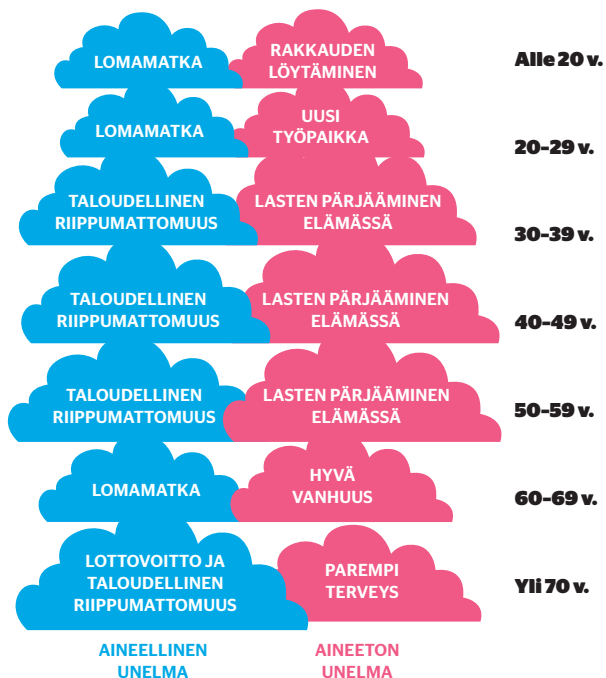 LOMAMATKA
RAKKAUDEN
LÖYTÄMINEN
Alle 20 v.
LOMAMATKA
UUSI
TYÖPAIKKA
20–29 v.
TALOUDELLINEN
RIIPPUMATTOMUUS
LASTEN PÄRJÄÄMINEN
ELÄMÄSSÄ
30–39 v.
TALOUDELLINEN
RIIPPUMATTOMUUS
LASTEN PÄRJÄÄMINEN
ELÄMÄSSÄ
40–49 v.
TALOUDELLINEN
RIIPPUMATTOMUUS
LASTEN PÄRJÄÄMINEN
ELÄMÄSSÄ
50–59 v.
LOMAMATKA
HYVÄ
VANHUUS
60–69 v.
LOTTOVOITTO JA
TALOUDELLINEN
RIIPPUMATTOMUUS
PAREMPI
TERVEYS
Yli 70 v.
AINEELLINEN
UNELMA
AINEETON
UNELMA